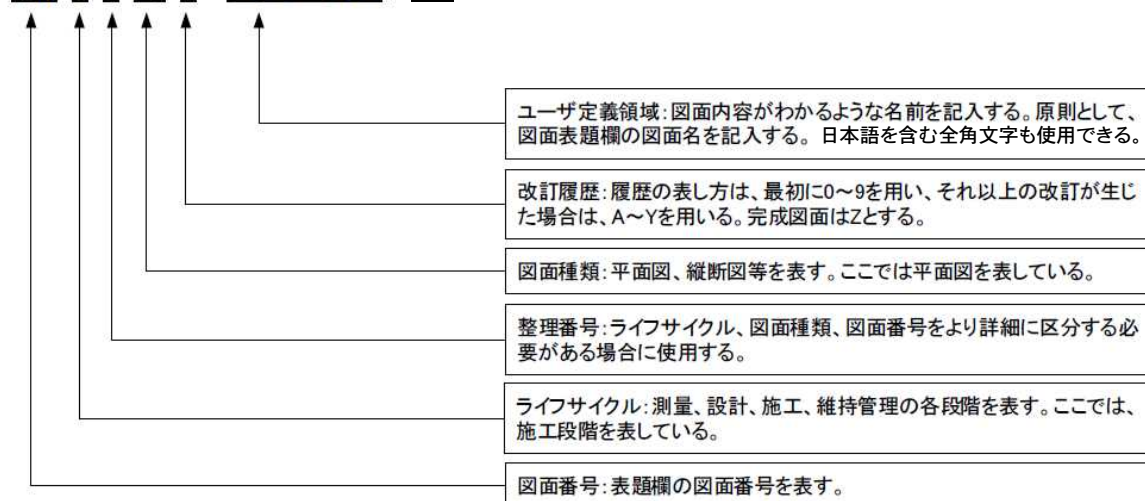 ユーザ定義領域：図面内容がわかるような名前を記入する。原則として、
図面表題欄の図面名を記入する。 日本語を含む全角文字も使用できる。
改訂履歴：履歴の表し方は、最初に0～9を用い、それ以上の改訂が生じ
た場合は、A～Yを用いる。完成図面はZとする。
図面種類：平面図、縦断図等を表す。ここでは平面図を表している。
整理番号：ライフサイクル、図面種類、図面番号をより詳細に区分する必
要がある場合に使用する。
ライフサイクル：測量、設計、施工、維持管理の各段階を表す。ここでは、
施工段階を表している。
図面番号：表題欄の図面番号を表す。